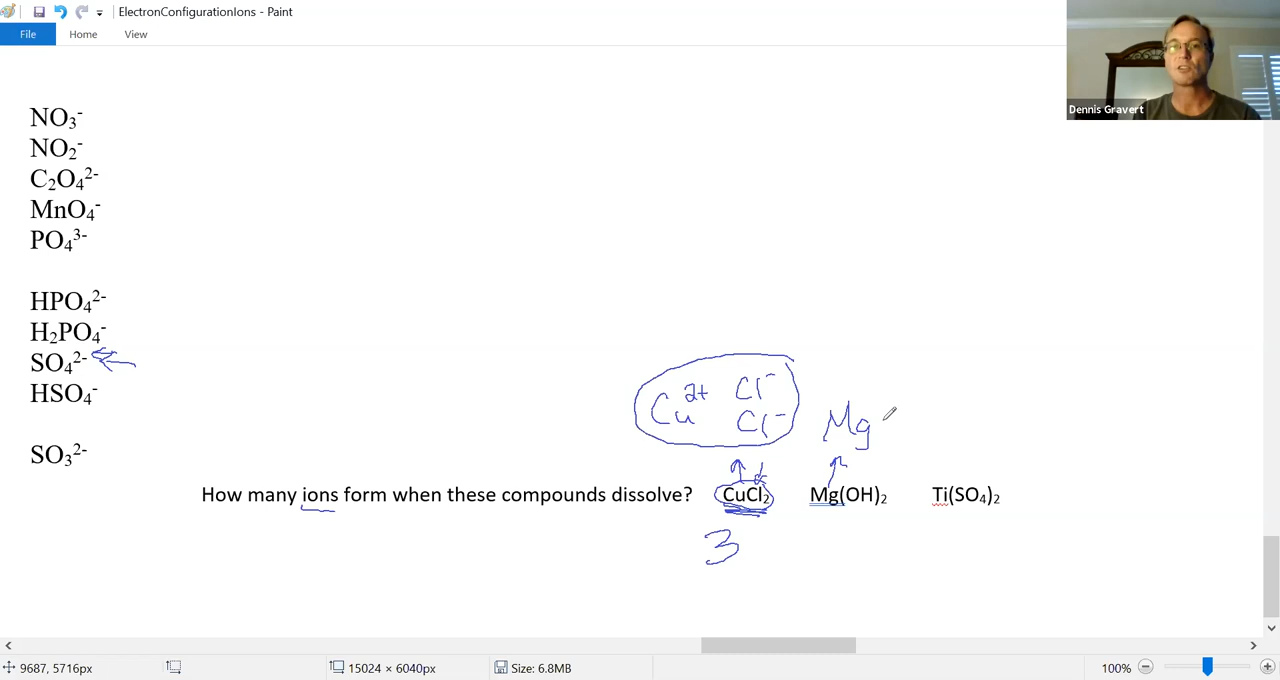 ElectronConfigurationIons - Paint
File Home View
Dennis Gravert
NO₃⁻
NO₂⁻
C₂O₄²⁻
MnO₄⁻
PO₄³⁻
HPO₄²⁻
H₂PO₄⁻
SO₄²⁻
HSO₄⁻
SO₃²⁻
Cu²⁺ Cl⁻
Cl⁻
Mg
How many ions form when these compounds dissolve? CuCl₂ Mg(OH)₂ Ti(SO₄)₂
3
9687, 5716px 15024 × 6040px Size: 6.8MB 100%